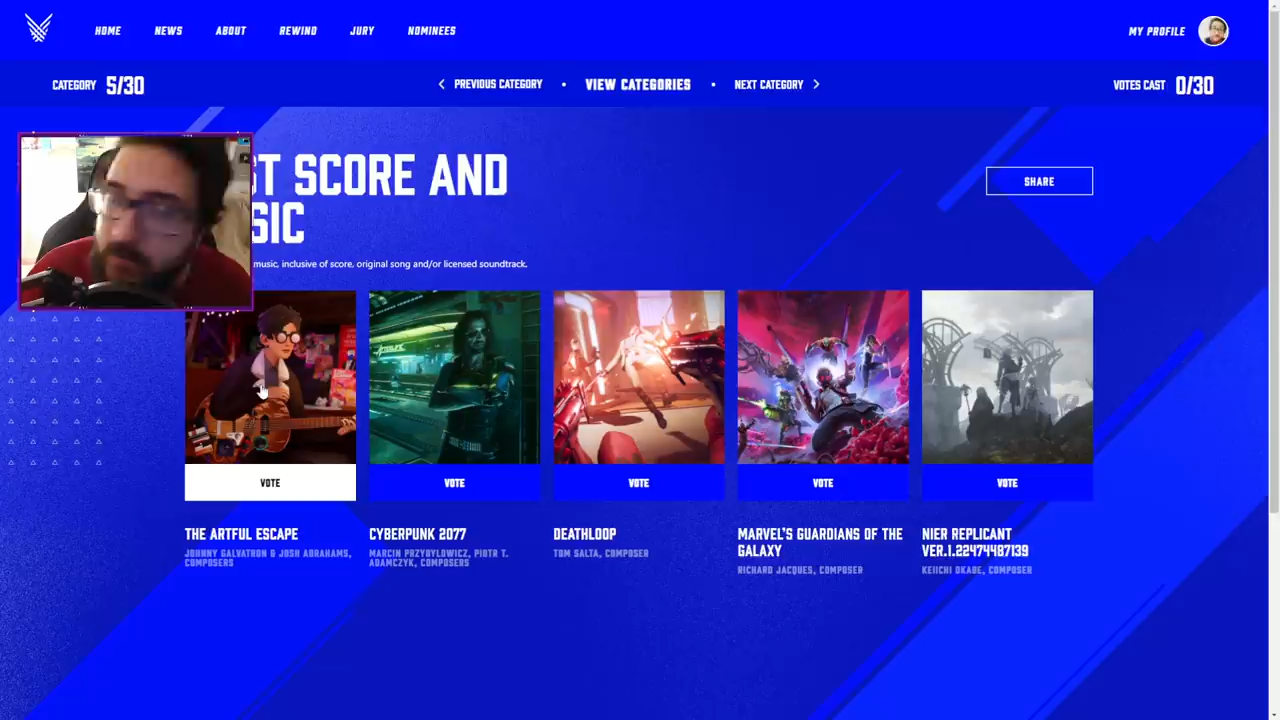 HOME NEWS ABOUT REWIND JURY NOMINEES MY PROFILE
CATEGORY 5/30 PREVIOUS CATEGORY • VIEW CATEGORIES • NEXT CATEGORY VOTES CAST 0/30
ST SCORE AND
SIC
SHARE
music, inclusive of score, original song and/or licensed soundtrack.
VOTE VOTE VOTE VOTE VOTE
THE ARTFUL ESCAPE
JOHNNY GALVATRON & JOSH ABRAHAMS,
COMPOSERS
CYBERPUNK 2077
MARCIN PRZYBYLOWICZ, PIOTR T.
ADAMCZYK, COMPOSERS
DEATHLOOP
TOM SALTA, COMPOSER
MARVEL'S GUARDIANS OF THE
GALAXY
RICHARD JACQUES, COMPOSER
NIER REPLICANT
VER.1.22474487139
KEIICHI OKABE, COMPOSER